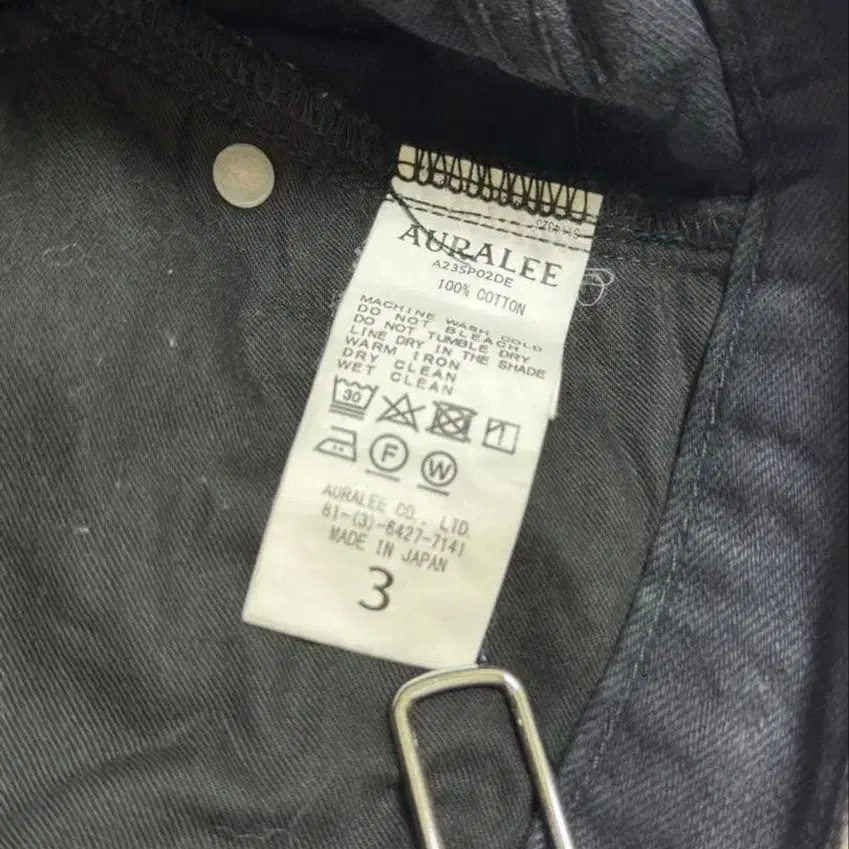 AURALEE
A23SP02DE
100% COTTON
MACHINE WASH COLD
DO NOT BLEACH
DO NOT TUMBLE DRY
LINE DRY IN THE SHADE
WARM IRON
DRY CLEAN
WET CLEAN
30
F W
AURALEE CO., LTD.
81-(3)-6427-7141
MADE IN JAPAN
3